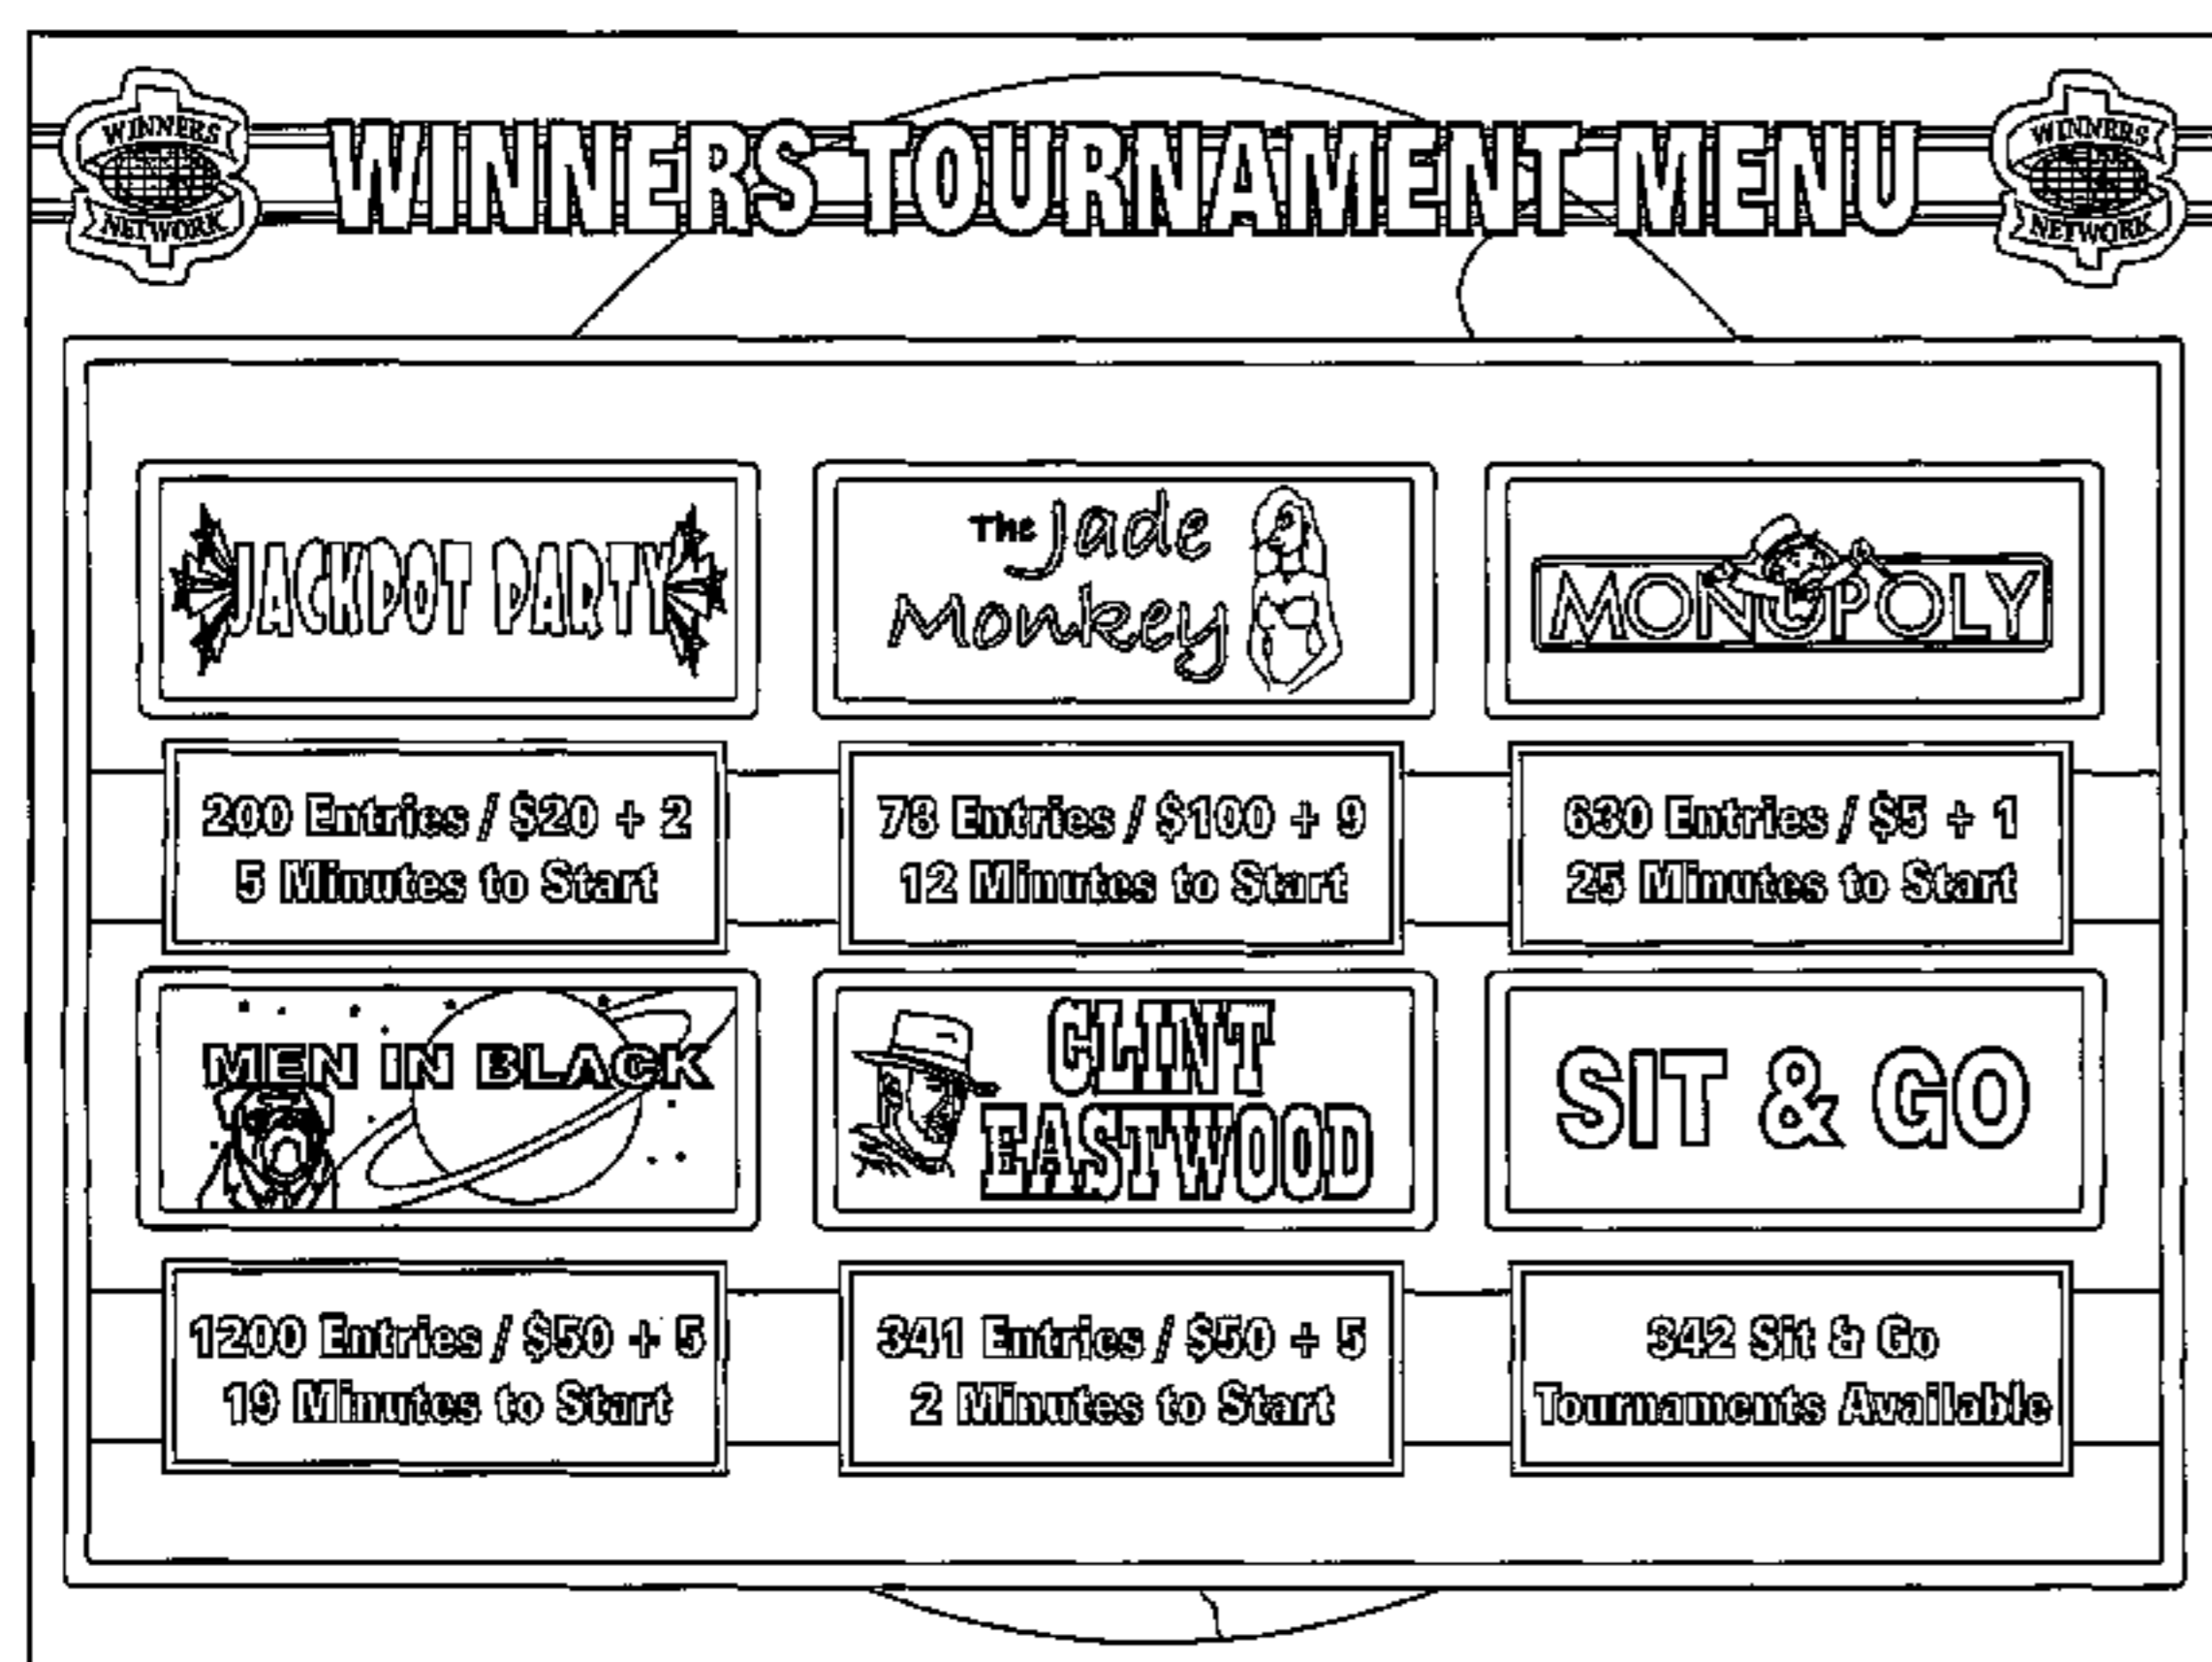 WINNERS
NETWORK
WINNERS TOURNAMENT MENU
WINNERS
NETWORK
JACKPOT PARTY
The Jade
Monkey
MONOPOLY
200 Entries / $20 + 2
5 Minutes to Start
78 Entries / $100 + 9
12 Minutes to Start
630 Entries / $5 + 1
25 Minutes to Start
MEN IN BLACK
CLINT
EASTWOOD
SIT & GO
1200 Entries / $50 + 5
19 Minutes to Start
341 Entries / $50 + 5
2 Minutes to Start
342 Sit & Go
Tournaments Available